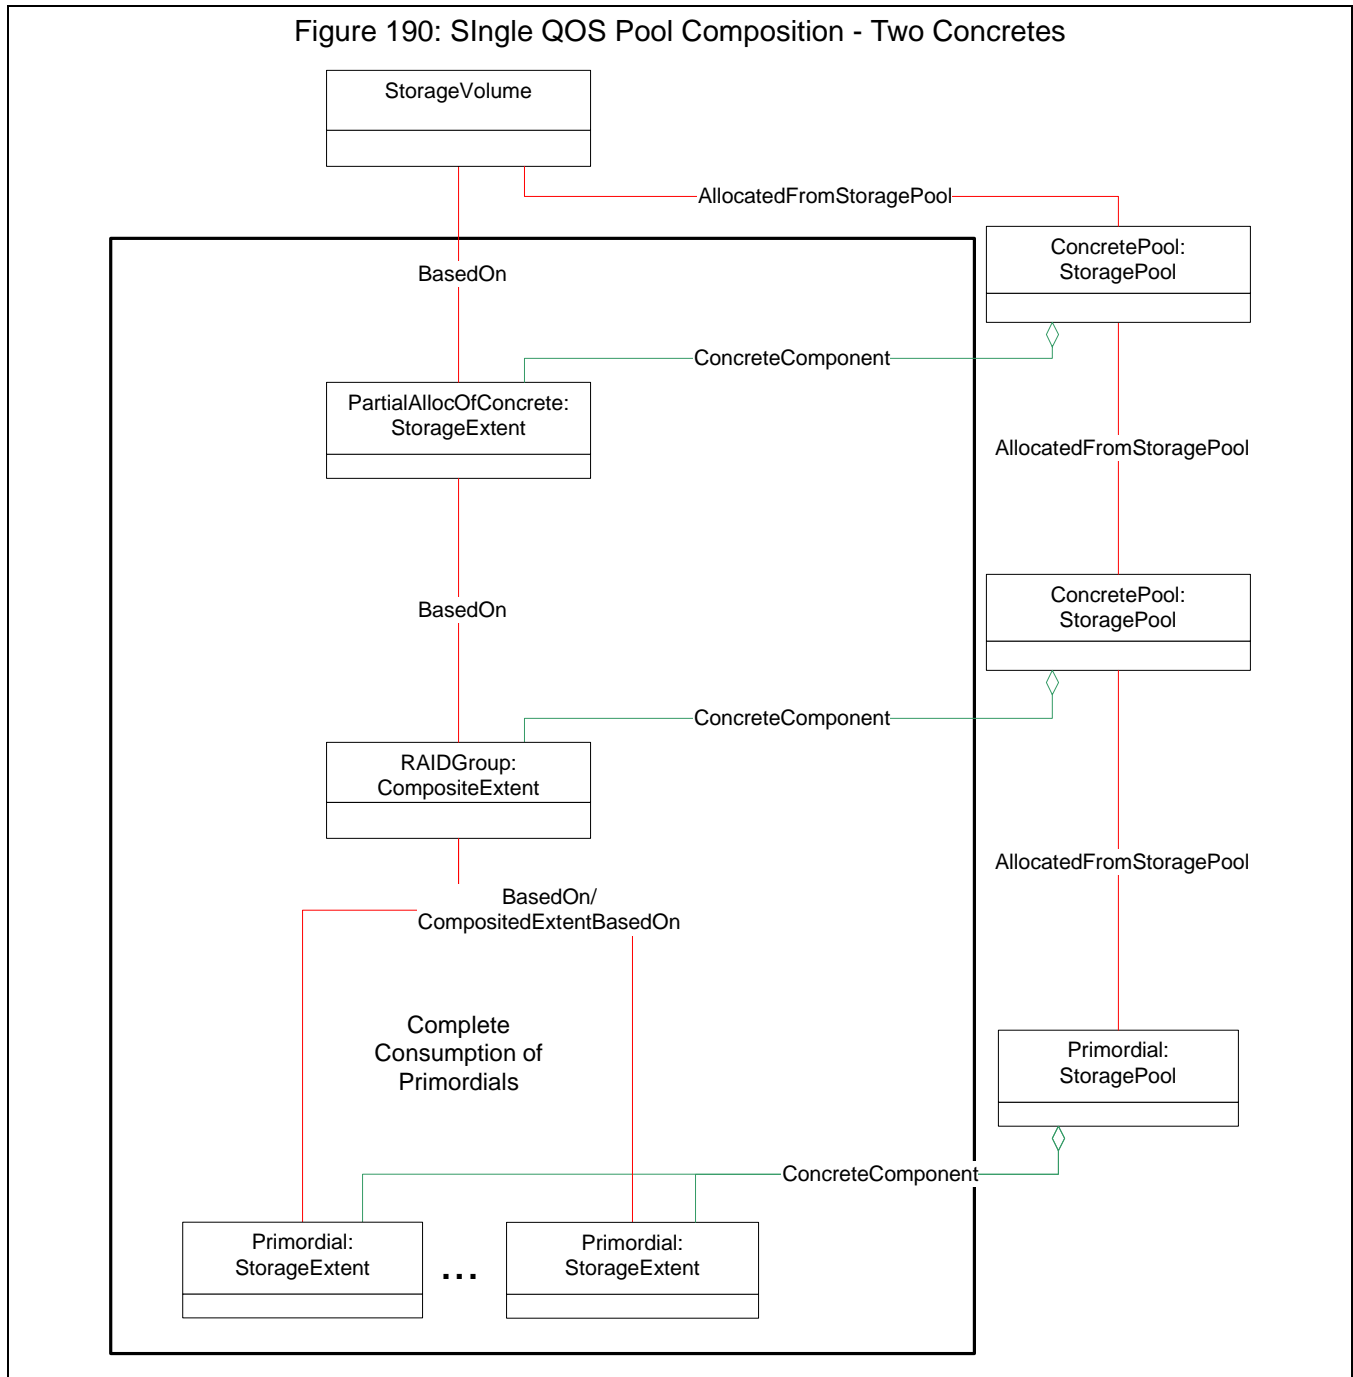 Figure 190: SIngle QOS Pool Composition - Two Concretes
StorageVolume
AllocatedFromStoragePool
ConcretePool:
StoragePool
BasedOn
ConcreteComponent
PartialAllocOfConcrete:
StorageExtent
AllocatedFromStoragePool
ConcretePool:
StoragePool
BasedOn
ConcreteComponent
RAIDGroup:
CompositeExtent
AllocatedFromStoragePool
BasedOn/
CompositedExtentBasedOn
Complete
Consumption of
Primordials
Primordial:
StoragePool
ConcreteComponent
Primordial:
StorageExtent
...
Primordial:
StorageExtent